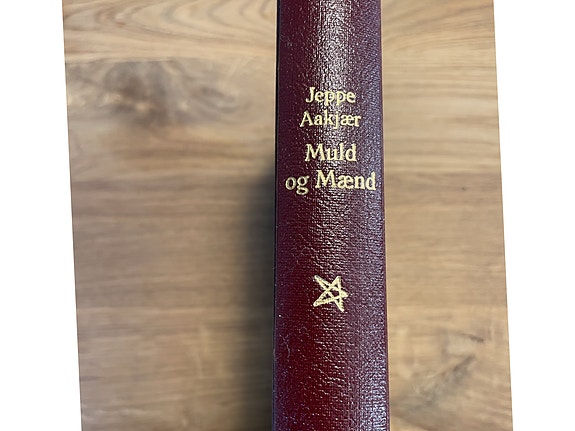 Jeppe
Aakjær
Muld
og Mænd